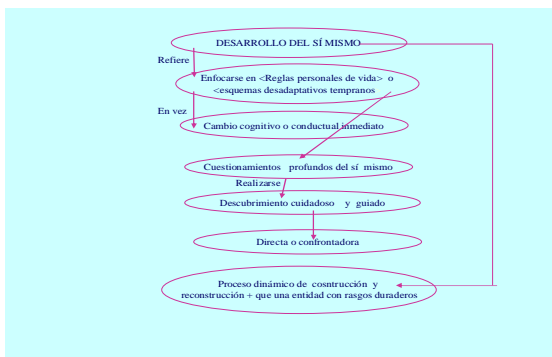 DESARROLLO DEL SÍ MISMO
Refiere
Enfocarse en <Reglas personales de vida> o
<esquemas desadaptativos tempranos
En vez
Cambio cognitivo o conductual inmediato
Cuestionamientos profundos del sí mismo
Realizarse
Descubrimiento cuidadoso y guiado
Directa o confrontadora
Proceso dinámico de cosntrucción y
reconstrucción + que una entidad con rasgos duraderos